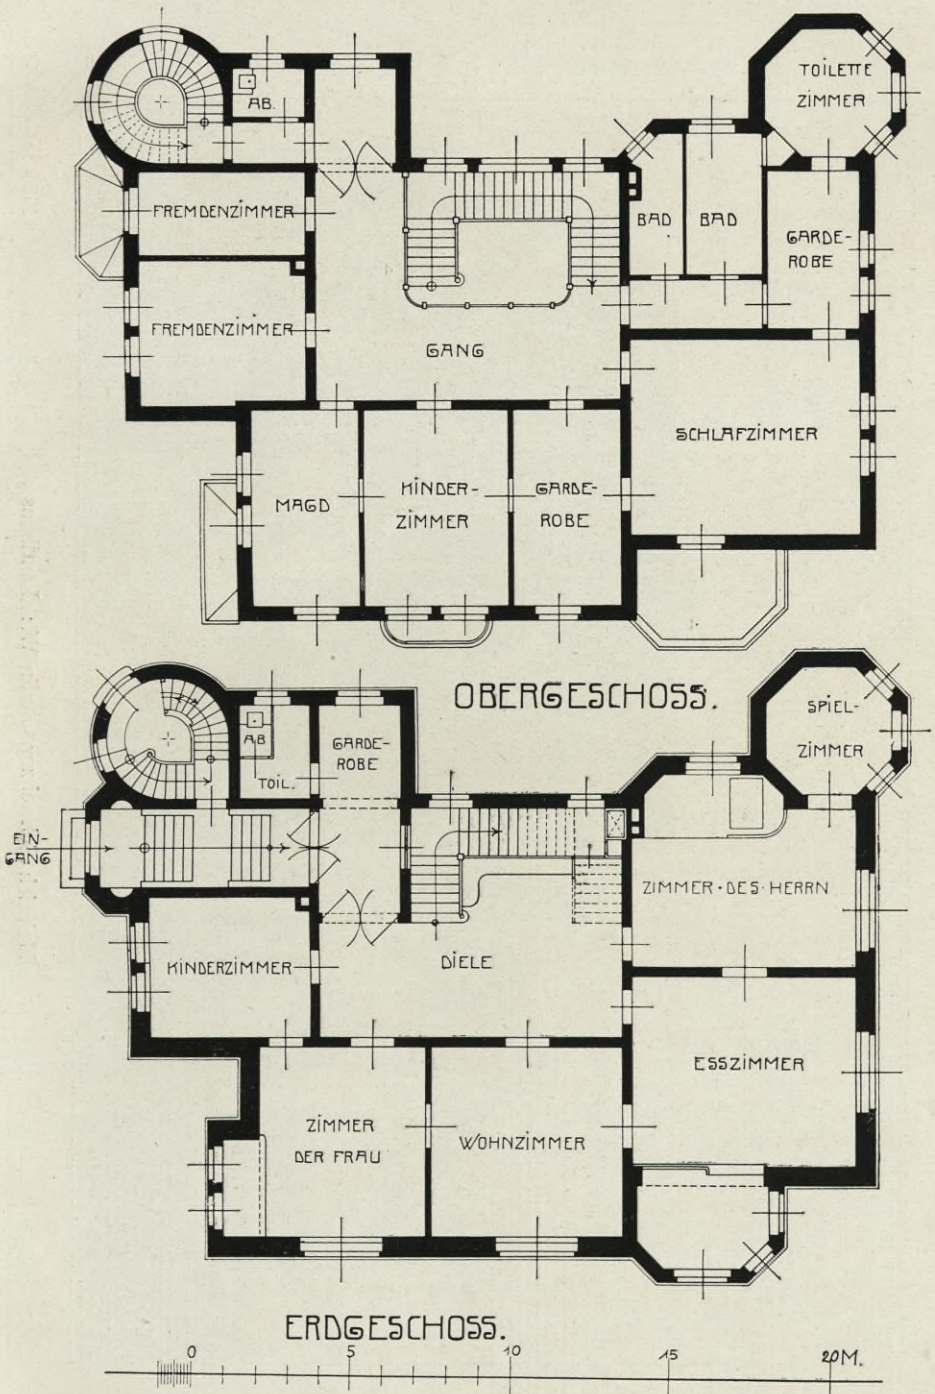 TOILETTE
ZIMMER
AB.
FREMDENZIMMER
BAD
BAD
GARDE-
ROBE
FREMDENZIMMER
GANG
SCHLAFZIMMER
MAGD
KINDER-
ZIMMER
GARDE-
ROBE
OBERGESCHOSS.
SPIEL-
ZIMMER
AB
TOIL.
GARDE-
ROBE
EIN-
GANG
ZIMMER·DES·HERRN
KINDERZIMMER
DIELE
ESSZIMMER
ZIMMER
DER FRAU
WOHNZIMMER
ERDGESCHOSS.
0 5 10 15 20M.